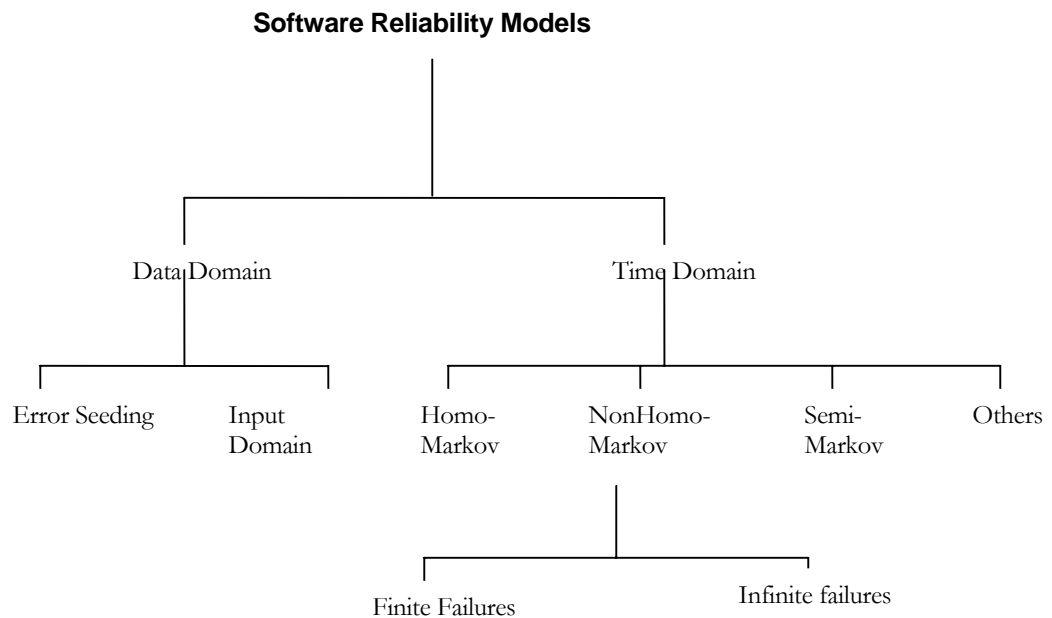 Software Reliability Models
Data Domain
Time Domain
Error Seeding
Input
Domain
Homo-
Markov
NonHomo-
Markov
Semi-
Markov
Others
Finite Failures
Infinite failures